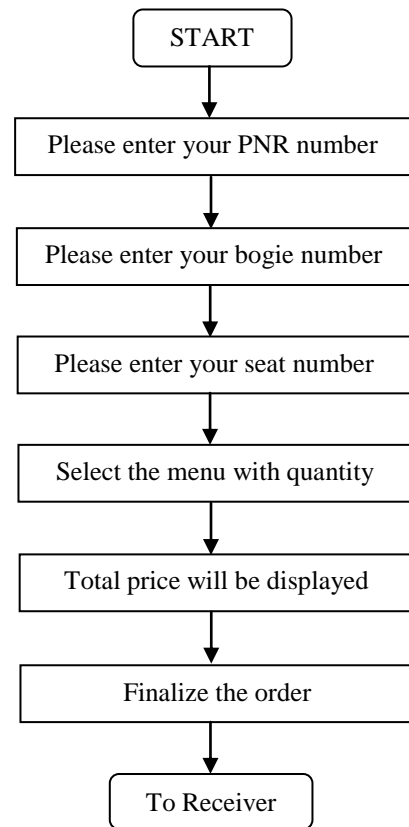 START
Please enter your PNR number
Please enter your bogie number
Please enter your seat number
Select the menu with quantity
Total price will be displayed
Finalize the order
To Receiver